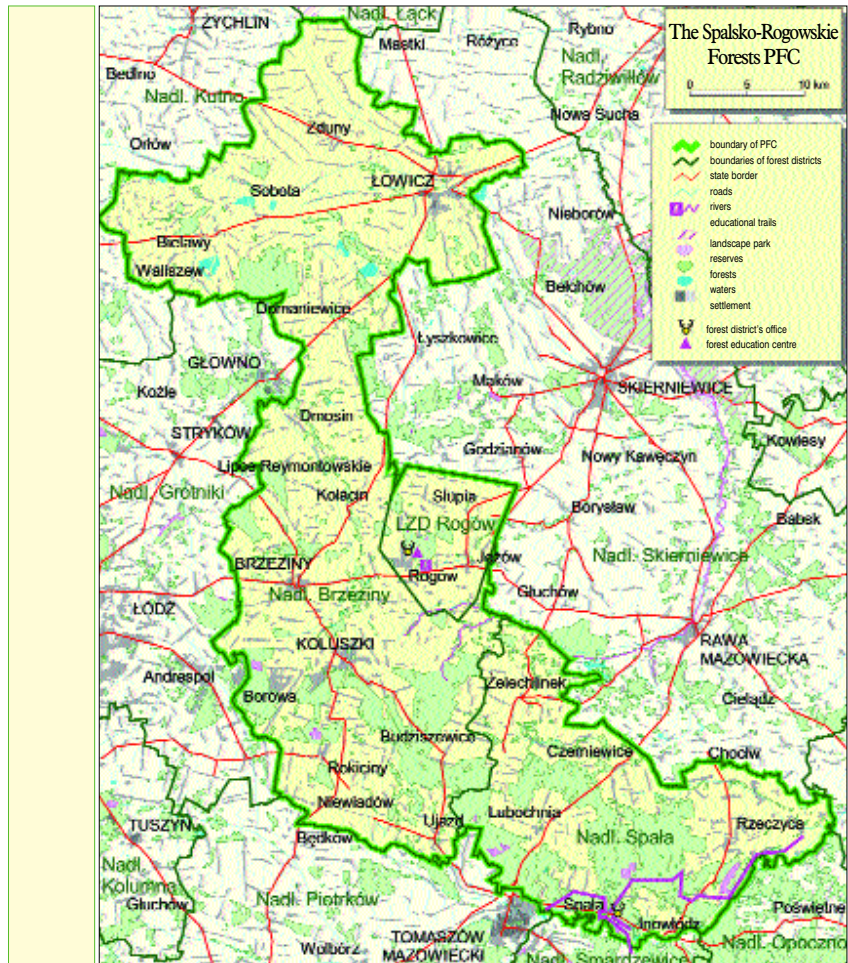 ŻYCHLIN
Nadl. Łąck
Mastki
Różyce
Rybno
The Spalsko-Rogowskie
Forests PFC
0 5 10 km
Bedlno
Nadl. Kutno
Nadl.
Radziwiłłów
Nowa Sucha
Orłów
Zduny
Sobota
ŁOWICZ
Nieborów
Bielawy
Waliszew
Bełchów
boundary of PFC
boundaries of forest districts
state border
roads
rivers
educational trails
landscape park
reserves
forests
waters
settlement
forest district's office
forest education centre
Domaniewice
Łyszkowice
GŁOWNO
Maków
SKIERNIEWICE
Koźle
Dmosin
STRYKÓW
Godzianów
Nowy Kawęczyn
Kowiesy
Lipce Reymontowskie
Nadl. Grotniki
Kołacin
Słupia
Borysław
Babsk
LZD Rogów
Nadl. Skierniewice
BRZEZINY
Jeżów
Rogów
Nadl. Brzeziny
Głuchów
ŁÓDŹ
KOLUSZKI
RAWA
MAZOWIECKA
Andrespol
Żelechlinek
Borowa
Cielądz
Budziszewice
Czerniewice
Chociw
Rokiciny
Niewiadów
Lubochnia
TUSZYN
Ujazd
Rzeczyca
Będków
Nadl. Spała
Nadl.
Kolumna
Głuchów
Nadl. Piotrków
Spała
Inowłódz
Poświętne
Wolbórz
TOMASZÓW
MAZOWIECKI
Nadl. Smardzewice
Nadl. Opoczno